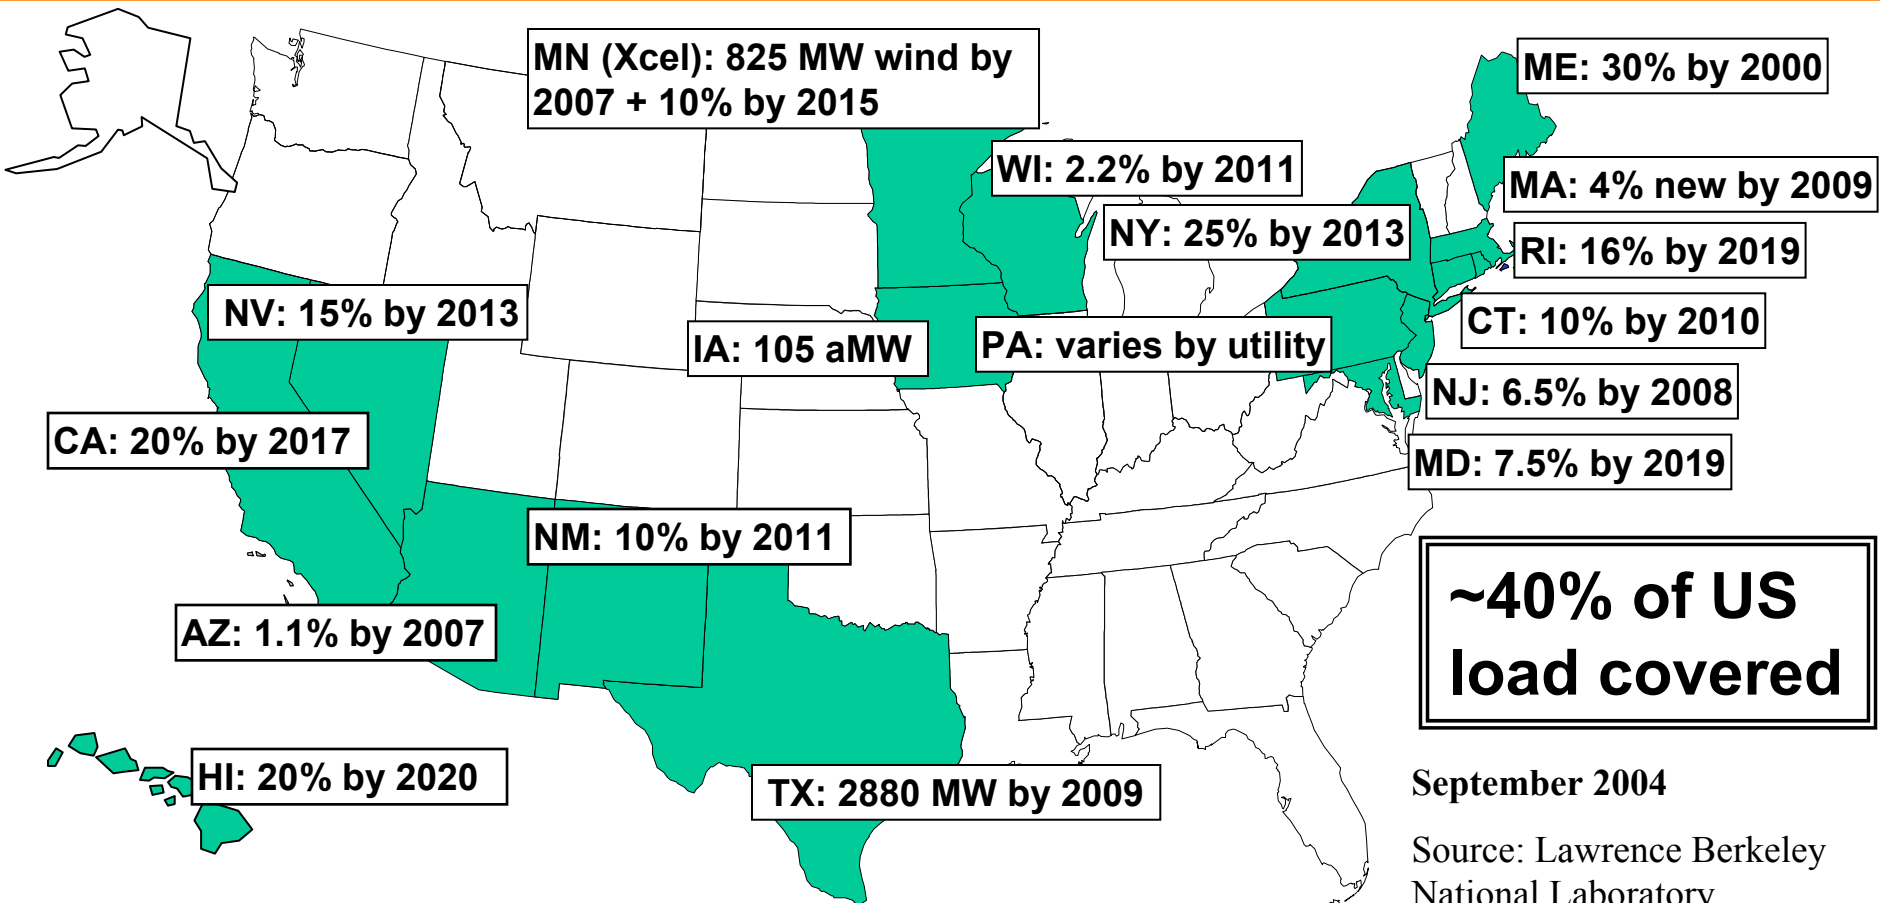 MN (Xcel): 825 MW wind by
2007 + 10% by 2015
ME: 30% by 2000
WI: 2.2% by 2011
MA: 4% new by 2009
NY: 25% by 2013
RI: 16% by 2019
NV: 15% by 2013
IA: 105 aMW
PA: varies by utility
CT: 10% by 2010
NJ: 6.5% by 2008
CA: 20% by 2017
MD: 7.5% by 2019
NM: 10% by 2011
~40% of US
load covered
AZ: 1.1% by 2007
HI: 20% by 2020
TX: 2880 MW by 2009
September 2004
Source: Lawrence Berkeley
National Laboratory